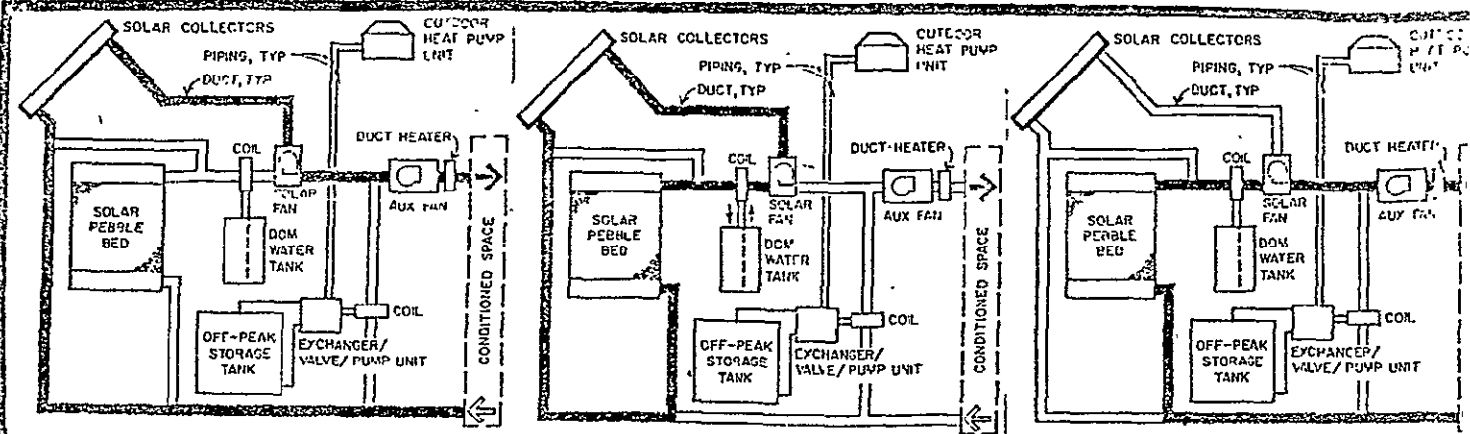 SOLAR COLLECTORS
OUTDOOR
HEAT PUMP
UNIT
PIPING, TYP
DUCT, TYP
DUCT HEATER
COIL
SOLAR
FAN
AUX FAN
SOLAR
PEBBLE
BED
DOM
WATER
TANK
CONDITIONED SPACE
COIL
OFF-PEAK
STORAGE
TANK
EXCHANGER/
VALVE/PUMP UNIT
SOLAR COLLECTORS
OUTDOOR
HEAT PUMP
UNIT
PIPING, TYP
DUCT, TYP
COIL
DUCT-HEATER
SOLAR
FAN
AUX FAN
SOLAR
PEBBLE
BED
DOM
WATER
TANK
CONDITIONED SPACE
COIL
OFF-PEAK
STORAGE
TANK
EXCHANGER/
VALVE/PUMP UNIT
SOLAR COLLECTORS
PIPING, TYP
DUCT, TYP
DUCT HEATER
COIL
SOLAR
FAN
AUX FAN
SOLAR
PEBBLE
BED
DOM
WATER
TANK
COIL
OFF-PEAK
STORAGE
TANK
EXCHANGER/
VALVE/PUMP UNIT